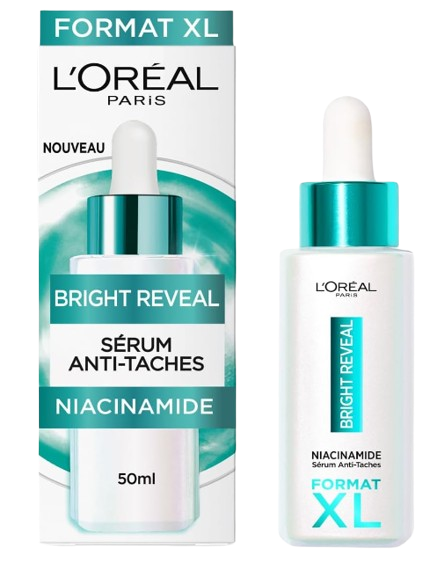 FORMAT XL
L'ORÉAL
PARIS
NOUVEAU
BRIGHT REVEAL
SÉRUM
ANTI-TACHES
NIACINAMIDE
50ml
L'ORÉAL
PARIS
BRIGHT REVEAL
NIACINAMIDE
Sérum Anti-Taches
FORMAT
XL